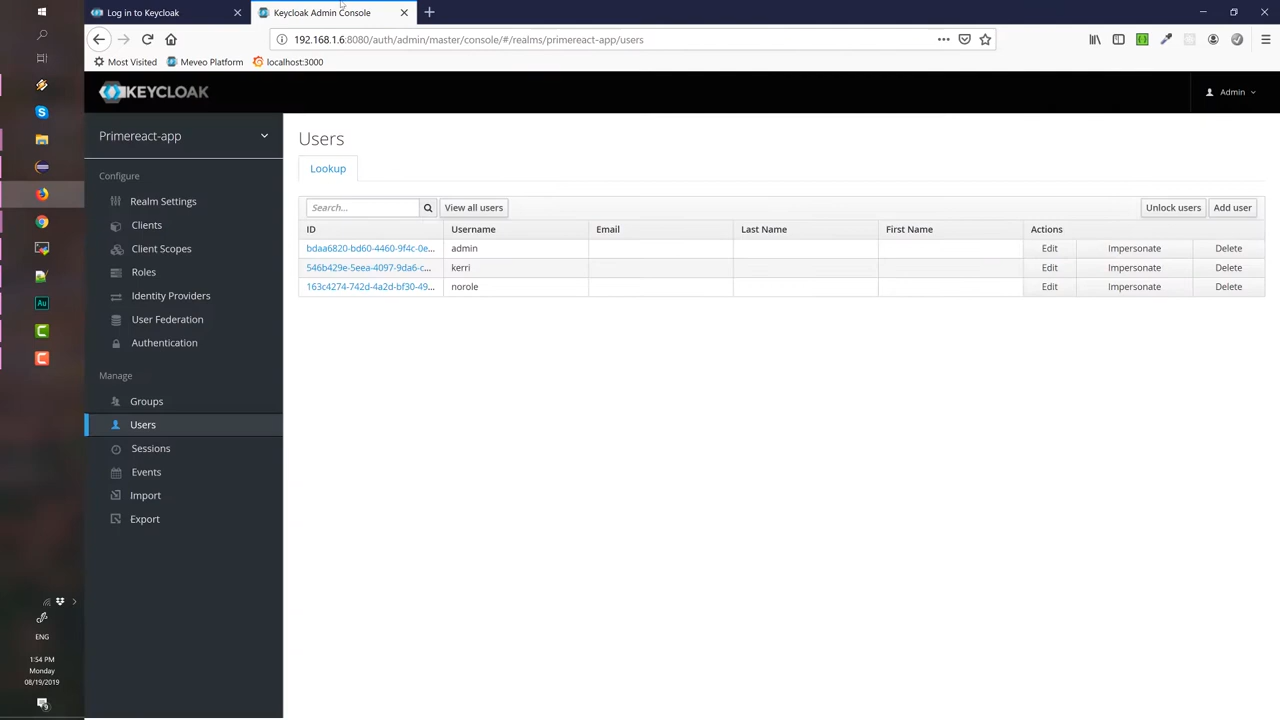 Log in to Keycloak
Keycloak Admin Console
192.168.1.6:8080/auth/admin/master/console/#/realms/primereact-app/users
Most Visited
Meveo Platform
localhost:3000
KEYCLOAK
Admin
Primereact-app
Configure
Realm Settings
Clients
Client Scopes
Roles
Identity Providers
User Federation
Authentication
Manage
Groups
Users
Sessions
Events
Import
Export
Users
Lookup
Search...
View all users
Unlock users
Add user
ID Username Email Last Name First Name Actions
bdaa6820-bd60-4460-9f4c-0e... admin Edit Impersonate Delete
546b429e-5eea-4097-9da6-c... kerri Edit Impersonate Delete
163c4274-742d-4a2d-bf30-49... norole Edit Impersonate Delete
Au
ENG
1:54 PM
Monday
08/19/2019